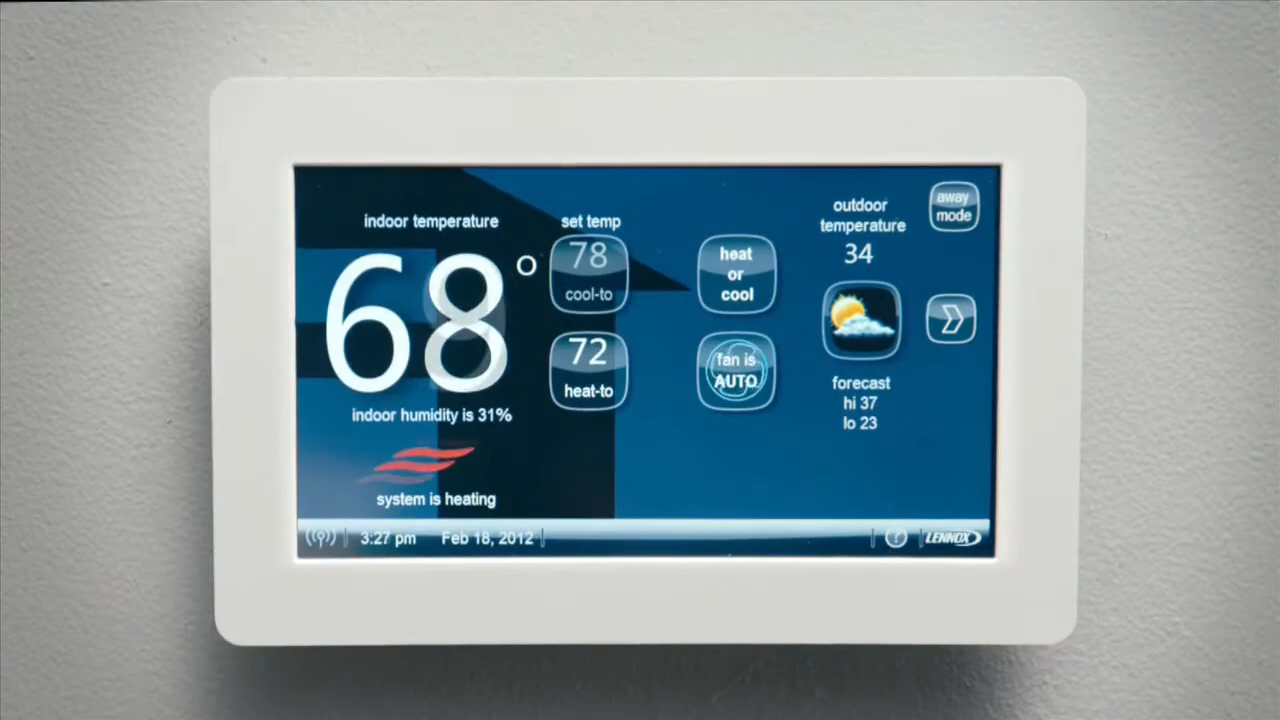 indoor temperature
68°
indoor humidity is 31%
system is heating
set temp
78
cool-to
72
heat-to
heat
or
cool
fan is
AUTO
outdoor
temperature
34
forecast
hi 37
lo 23
away
mode
3:27 pm
Feb 18, 2012
?
LENNOX